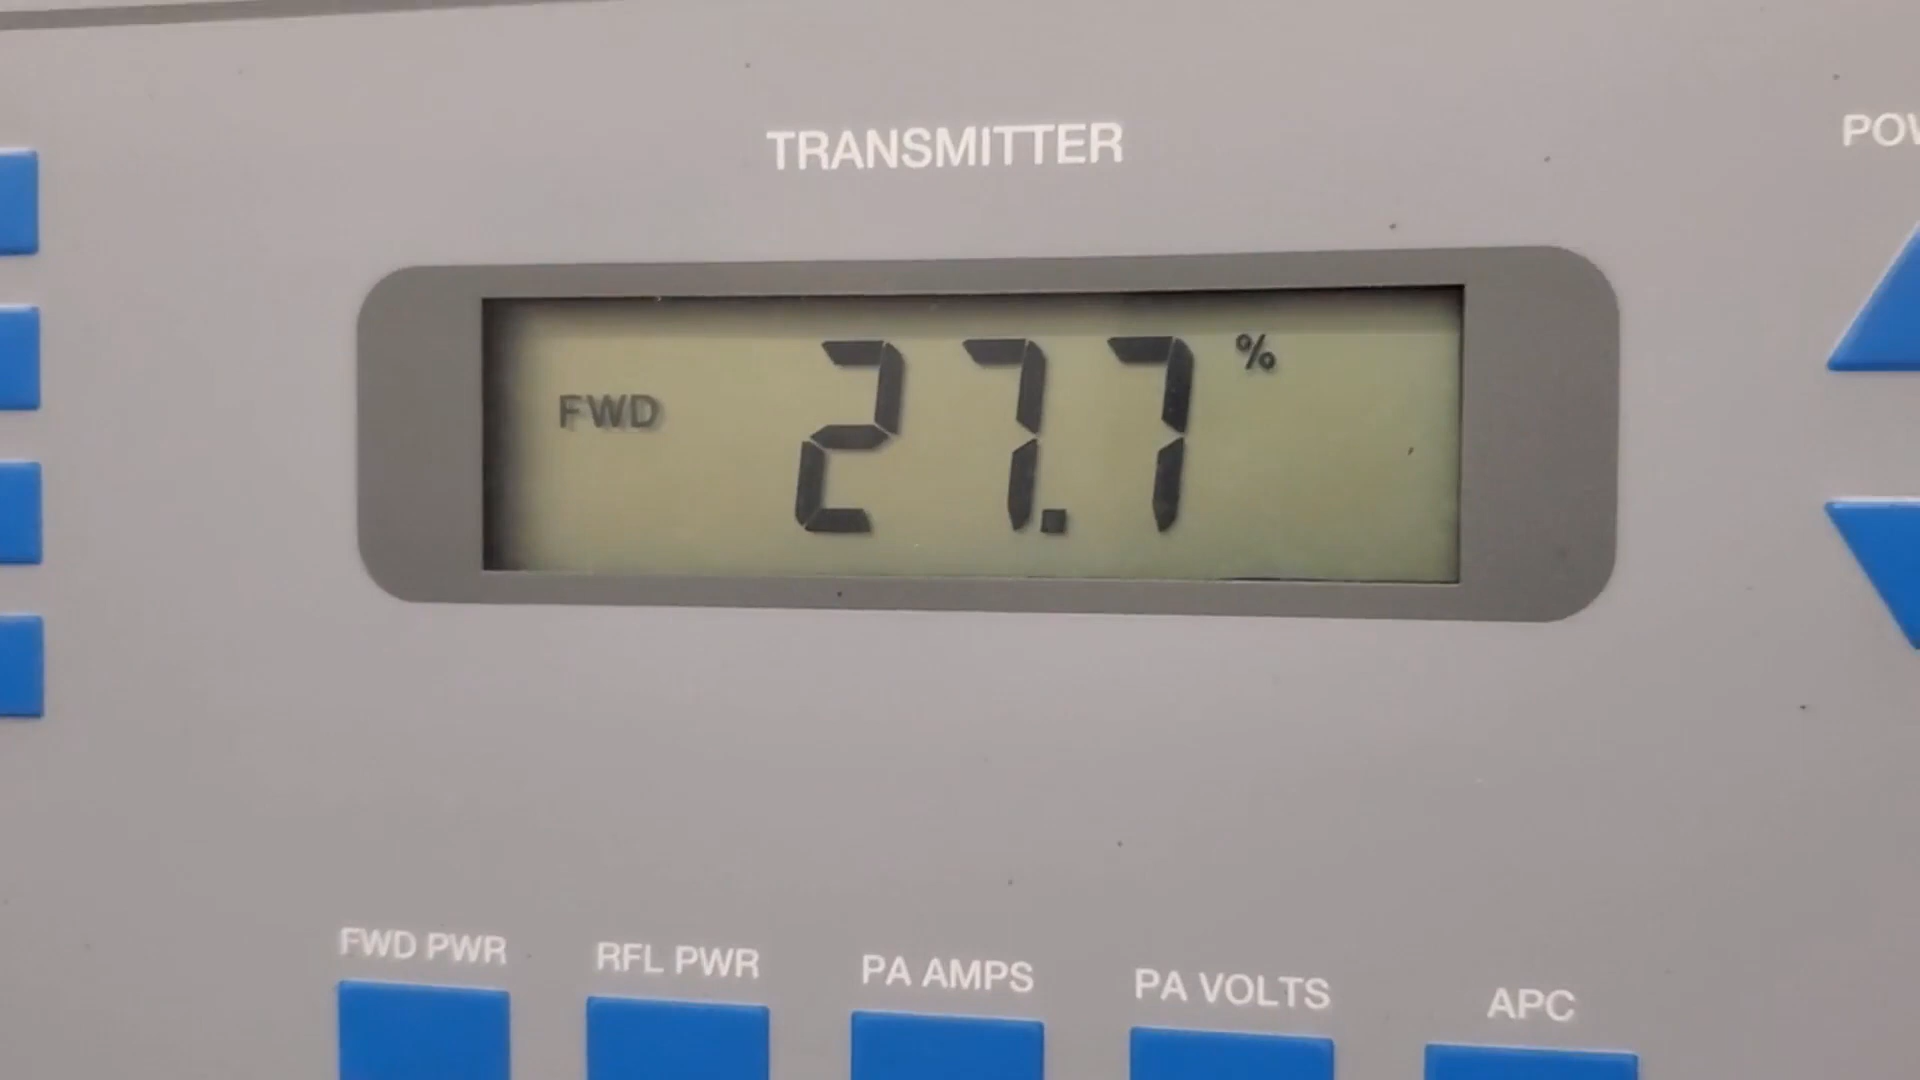 TRANSMITTER
FWD 27.7 %
FWD PWR RFL PWR PA AMPS PA VOLTS APC